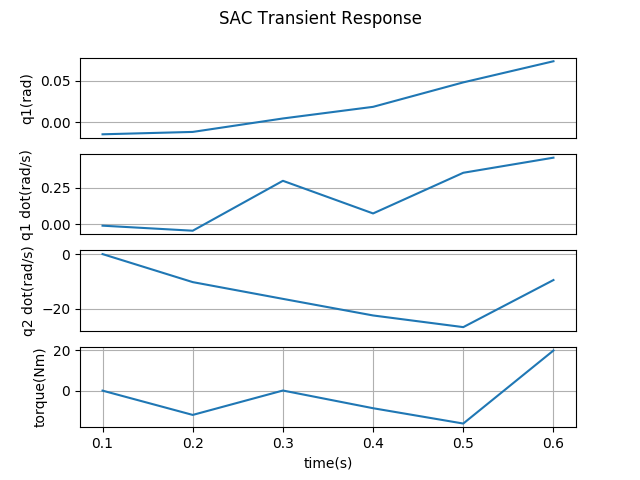 SAC Transient Response
q1(rad)
0.05
0.00
q1 dot(rad/s)
0.25
0.00
q2 dot(rad/s)
0
−20
torque(Nm)
20
0
0.1 0.2 0.3 0.4 0.5 0.6
time(s)